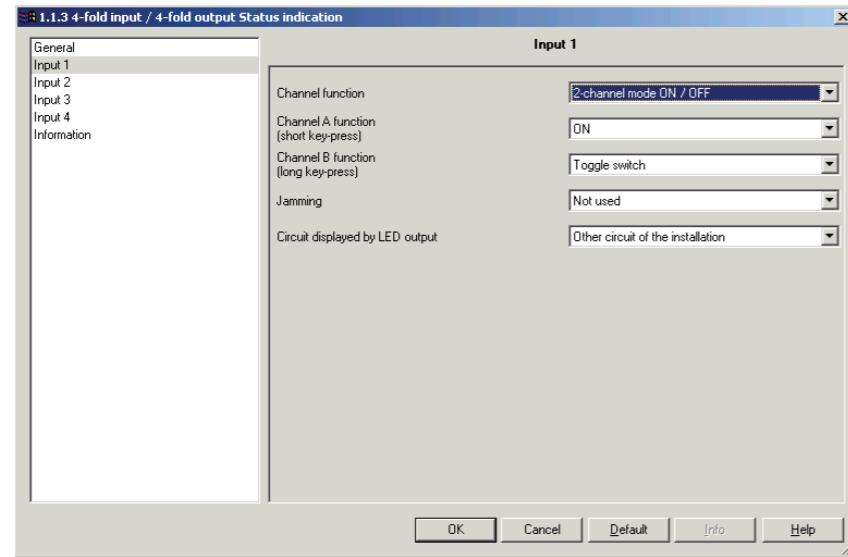 1.1.3 4-fold input / 4-fold output Status indication
General
Input 1
Input 2
Input 3
Input 4
Information
Input 1
Channel function
2-channel mode ON / OFF
Channel A function
(short key-press)
ON
Channel B function
(long key-press)
Toggle switch
Jamming
Not used
Circuit displayed by LED output
Other circuit of the installation
OK
Cancel
Default
Info
Help